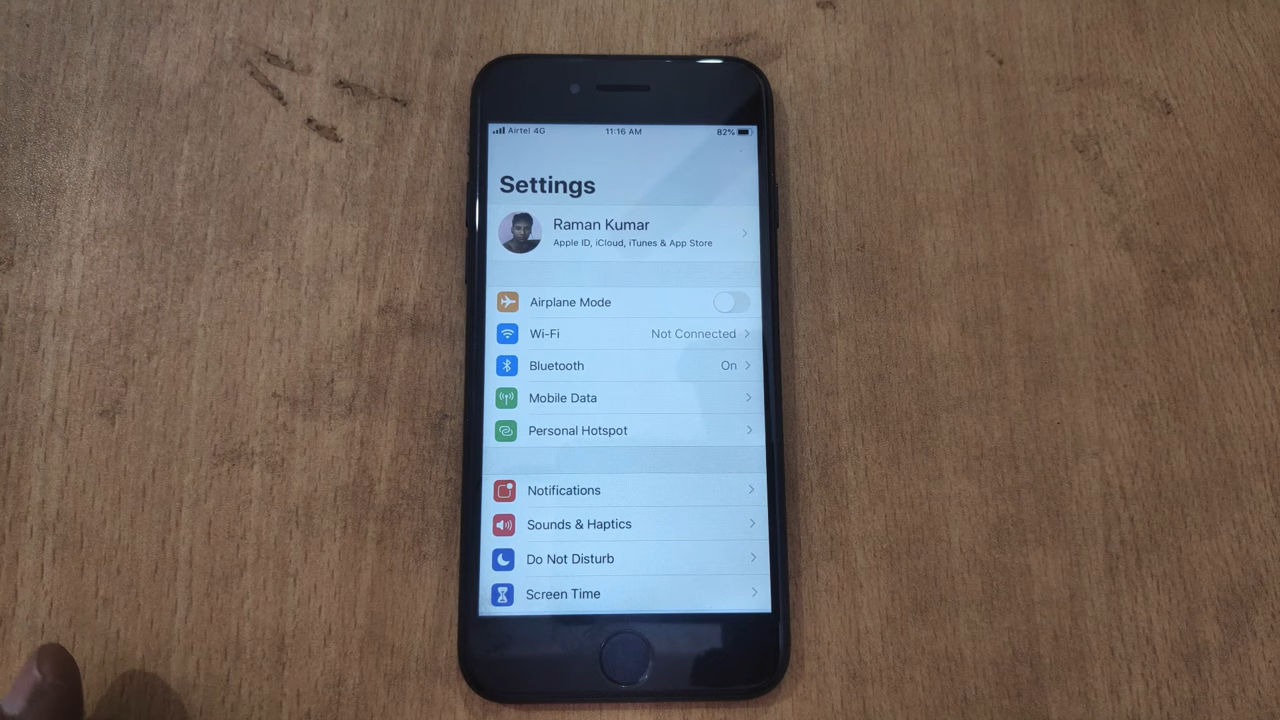 Airtel 4G 11:16 AM 82%
Settings
Raman Kumar
Apple ID, iCloud, iTunes & App Store
Airplane Mode
Wi-Fi Not Connected
Bluetooth On
Mobile Data
Personal Hotspot
Notifications
Sounds & Haptics
Do Not Disturb
Screen Time